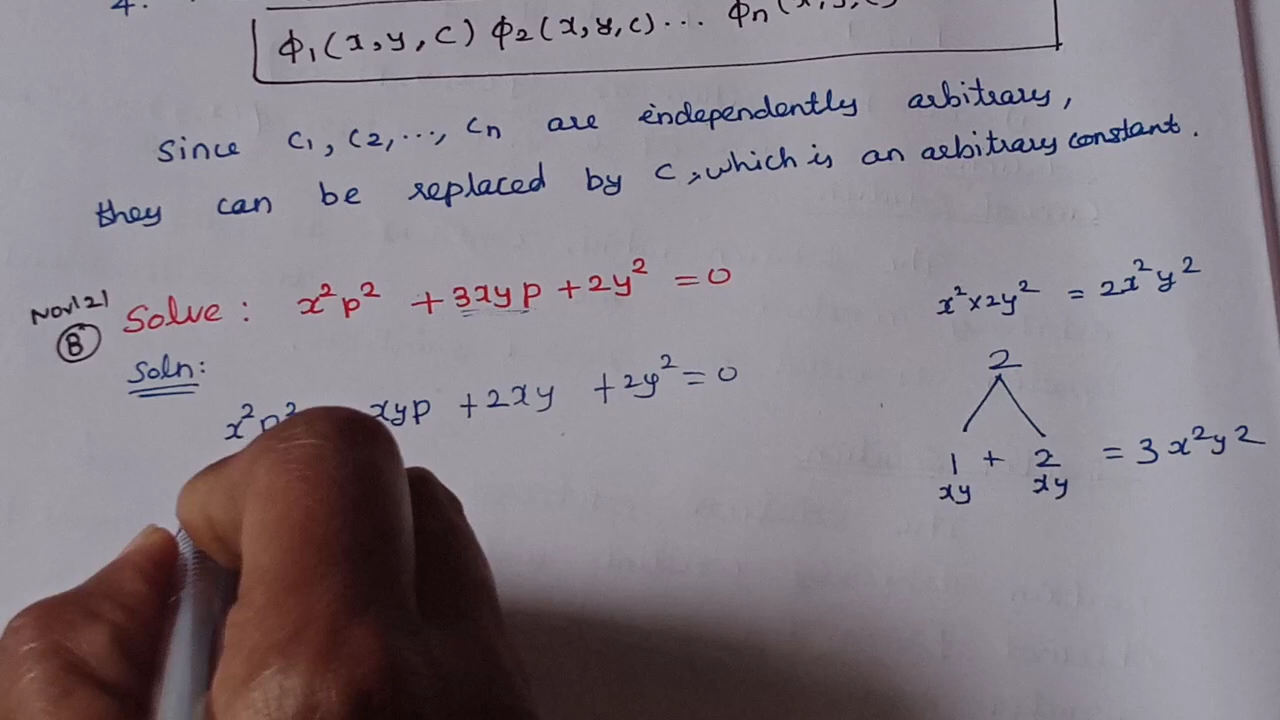 4.
ϕ₁(x,y,c) ϕ₂(x,y,c)... ϕn(
Since c₁, c₂, ..., cn are independently arbitrary,
they can be replaced by c, which is an arbitrary constant.
Nov'21
⑧ Solve: x²p² + 3xyp + 2y² = 0
Soln:
x²p² xyp + 2xy + 2y² = 0
x² × 2y² = 2x²y²
2
1 + 2 = 3x²y²
xy xy